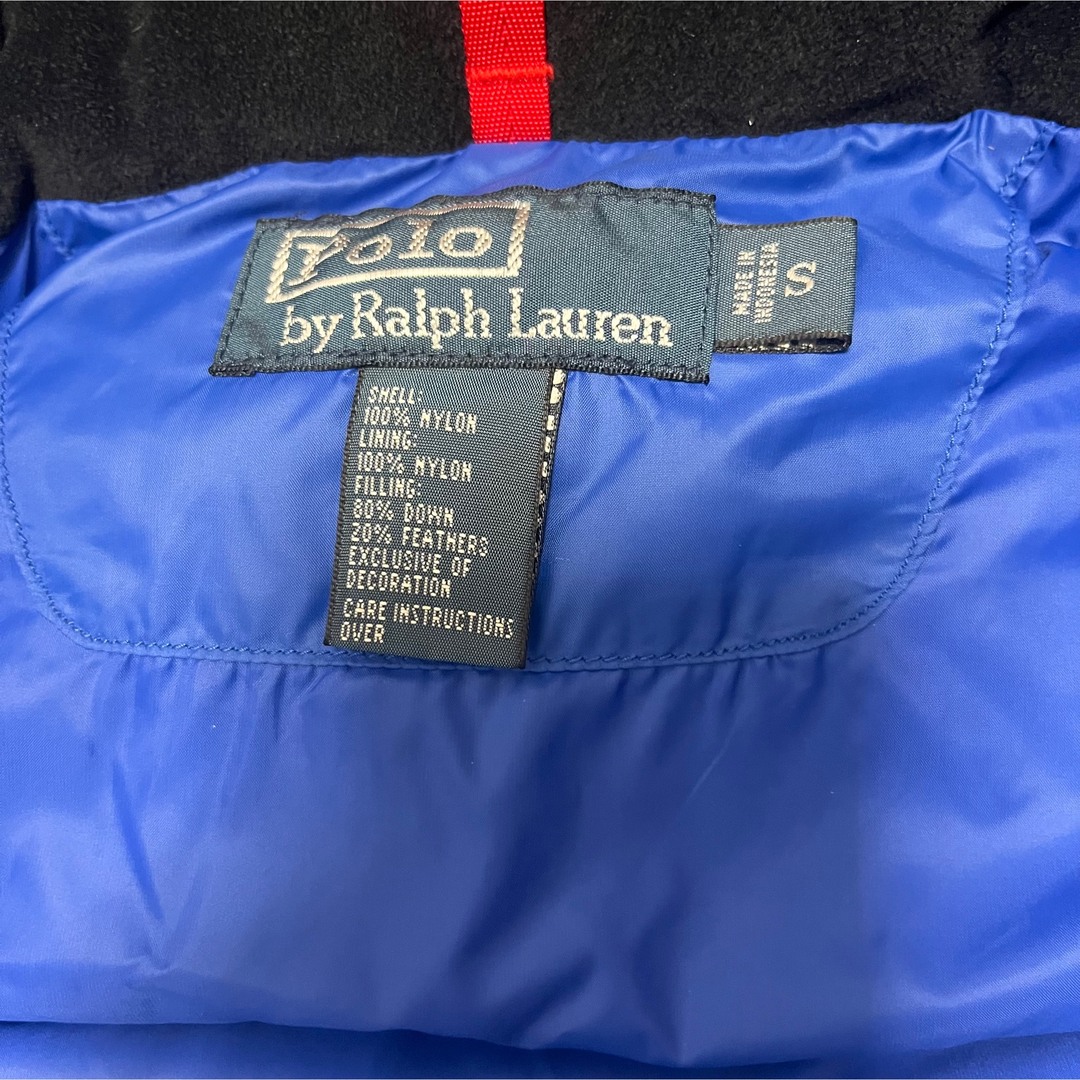 Polo
by Ralph Lauren
MADE IN
INDONESIA
S
SHELL:
100% NYLON
LINING:
100% NYLON
FILLING:
80% DOWN
20% FEATHERS
EXCLUSIVE OF
DECORATION
CARE INSTRUCTIONS
OVER